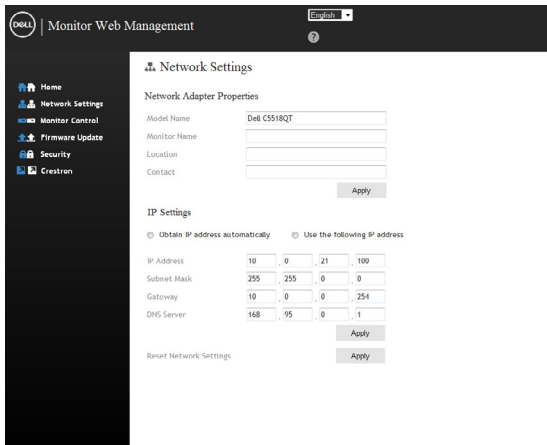 DELL Monitor Web Management
English
?
Home
Network Settings
Monitor Control
Firmware Update
Security
Crestron
Network Settings
Network Adapter Properties
Model Name Dell C5518QT
Monitor Name
Location
Contact
Apply
IP Settings
Obtain IP address automatically Use the following IP address
IP Address 10 . 0 . 21 . 100
Subnet Mask 255 . 255 . 0 . 0
Gateway 10 . 0 . 0 . 254
DNS Server 168 . 95 . 0 . 1
Apply
Reset Network Settings Apply